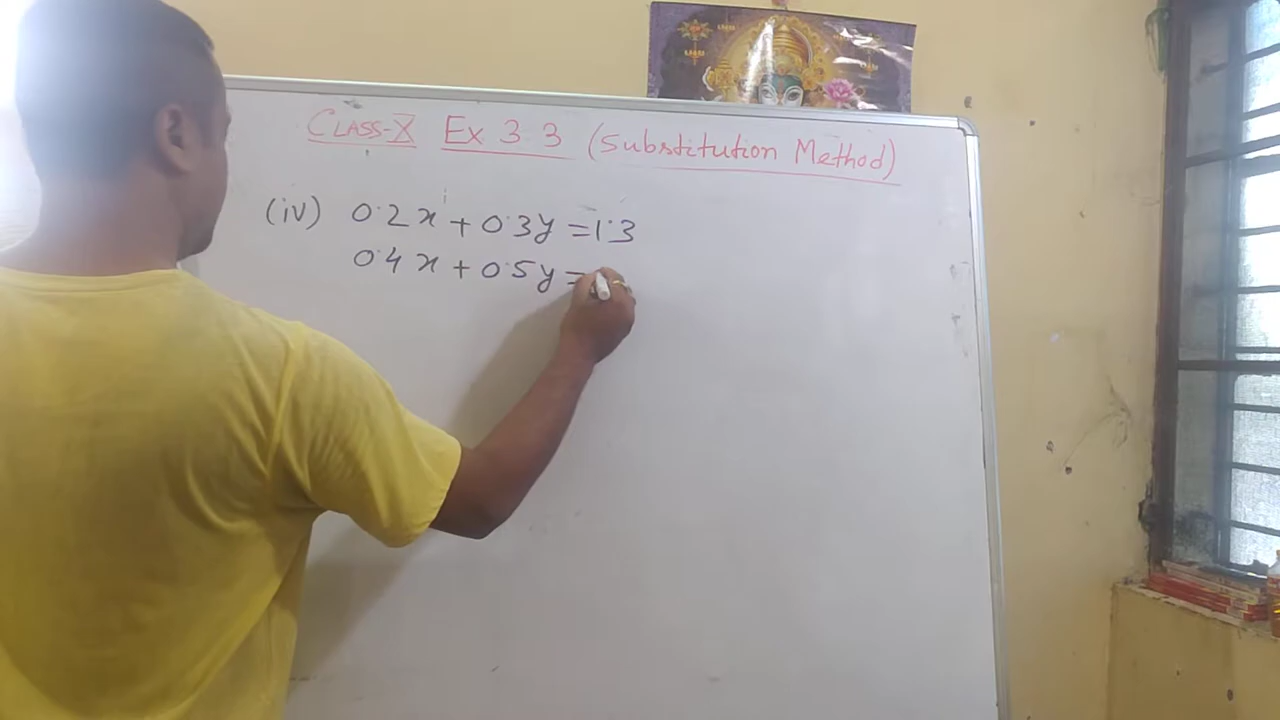 CLASS-X Ex 3.3 (Substitution Method)
(iv) 0.2x + 0.3y = 1.3
0.4x + 0.5y =